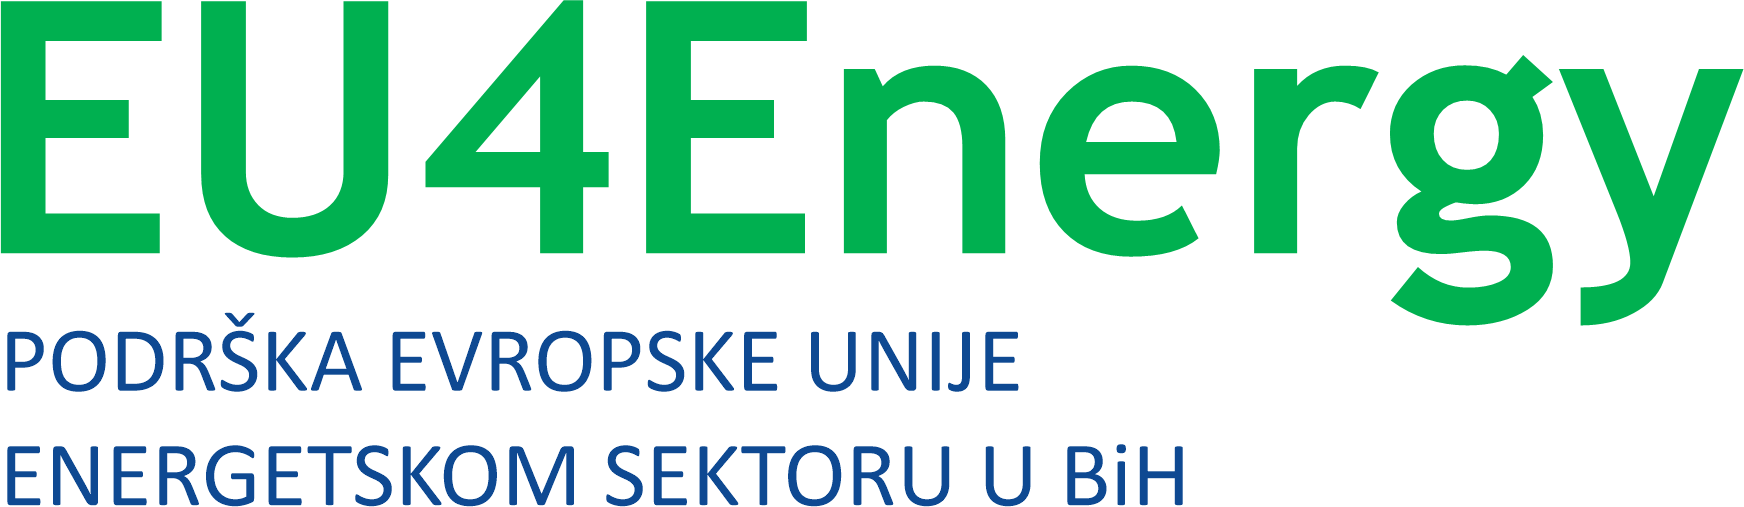 EU4Energy
PODRŠKA EVROPSKE UNIJE
ENERGETSKOM SEKTORU U BiH